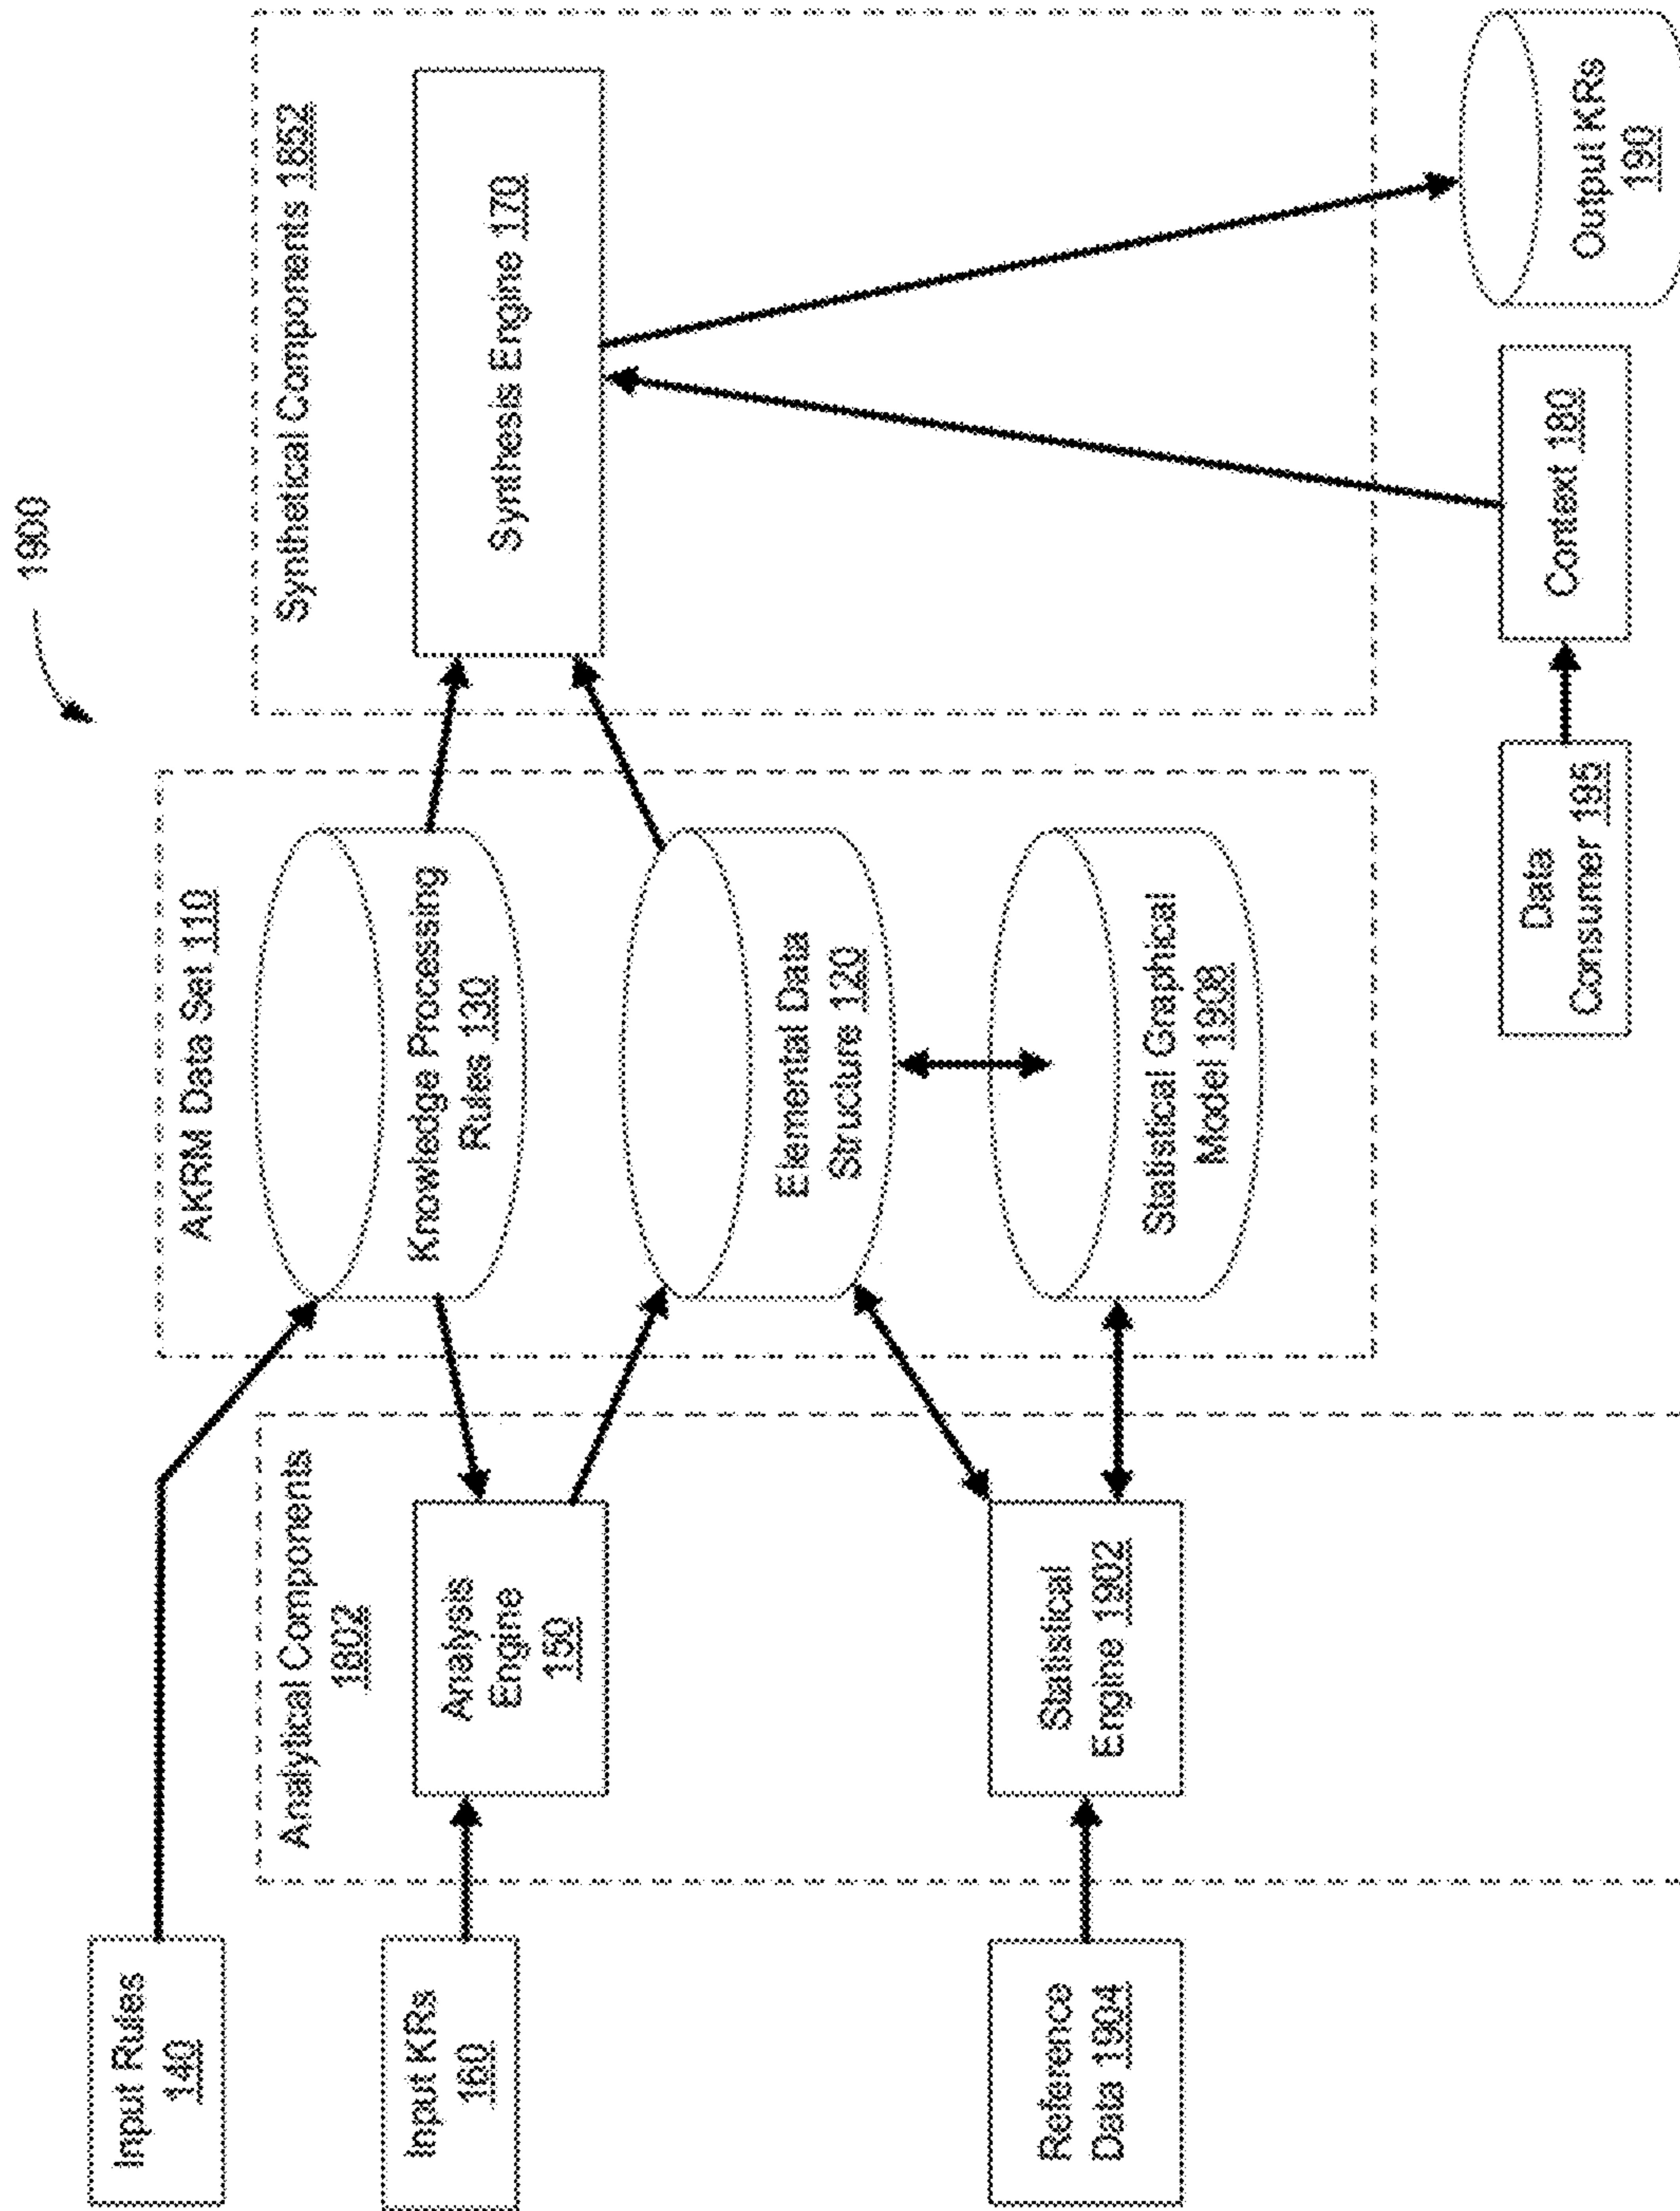 1900
Input Rules
140
Input KRs
160
Reference
Data 1904
Analytical Components
1802
Analysis
Engine
150
Statistical
Engine 1902
AKRM Data Set 110
Knowledge Processing
Rules 130
Elemental Data
Structure 120
Statistical Graphical
Model 1908
Synthetical Components 1852
Synthesis Engine 170
Data
Consumer 195
Context 180
Output KRs
190